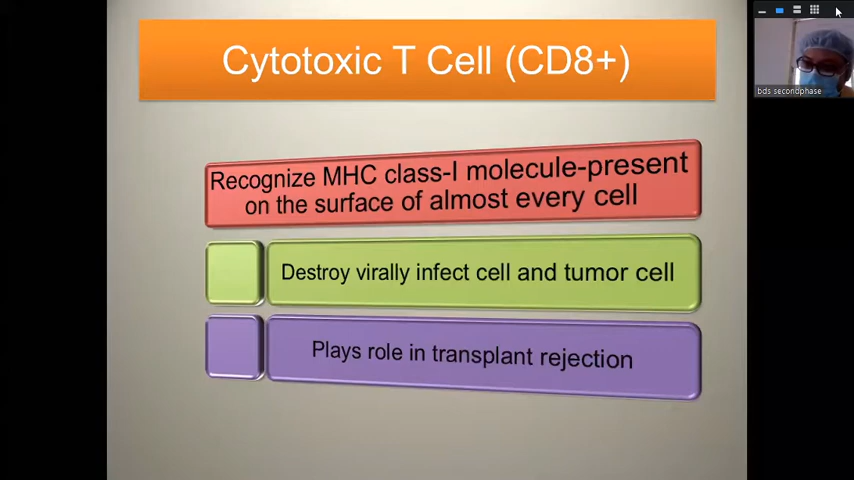 Cytotoxic T Cell (CD8+)
Recognize MHC class-I molecule-present
on the surface of almost every cell
Destroy virally infect cell and tumor cell
Plays role in transplant rejection
bds secondphase